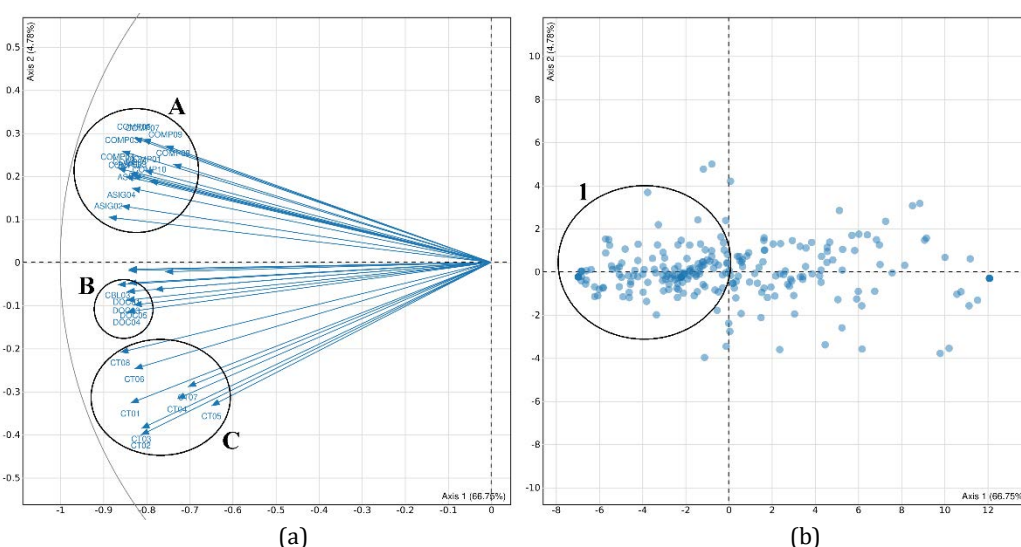 Axis 2 (4.78%)
0.5
0.4
0.3
0.2
0.1
0
-0.1
-0.2
-0.3
-0.4
-0.5
A
COMP09
COMP10
ASIG04
ASIG02
B
CBL03
DOC05
DOC04
CT08
CT06
CT07
CT04
CT01
CT05
CT03
CT02
C
Axis 1 (66.75%)
-1
-0.9
-0.8
-0.7
-0.6
-0.5
-0.4
-0.3
-0.2
-0.1
0
(a)
Axis 2 (4.78%)
10
8
6
4
2
0
-2
-4
-6
-8
-10
1
Axis 1 (66.75%)
-8
-6
-4
-2
0
2
4
6
8
10
12
(b)